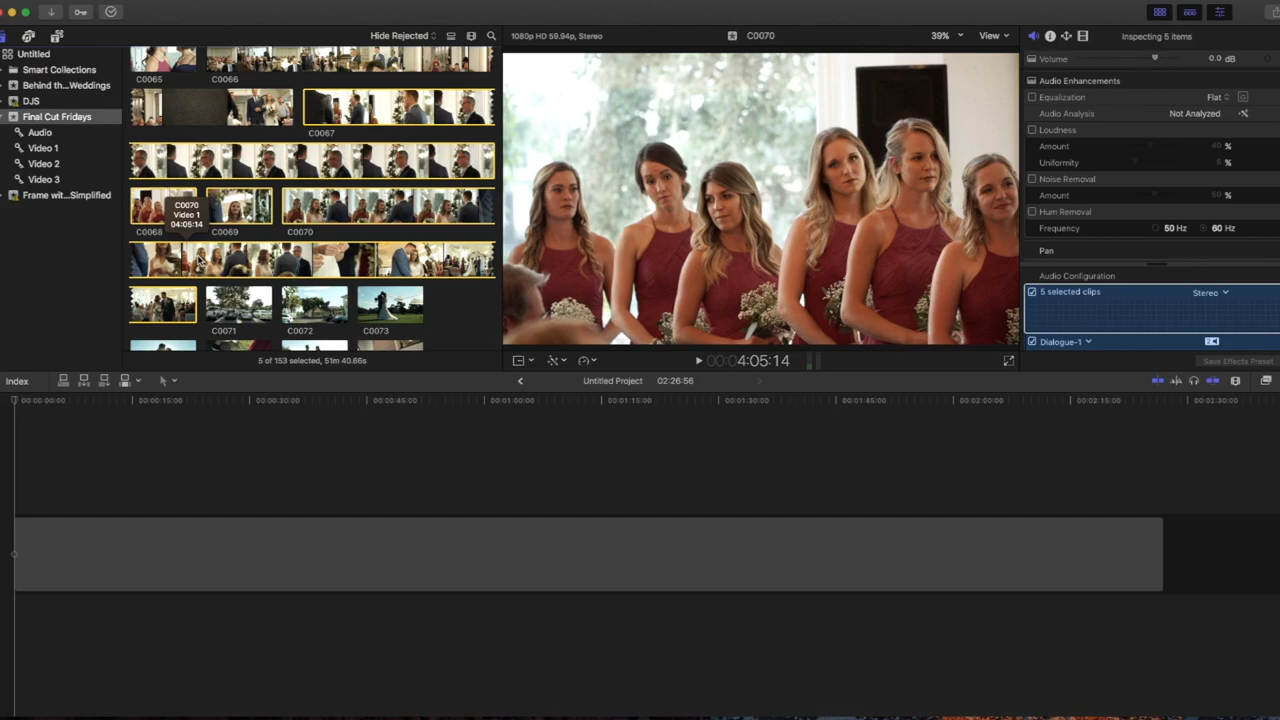 Hide Rejected
1080p HD 59.94p, Stereo
C0070
39%
View
Inspecting 5 items
Untitled
Smart Collections
Behind th...Weddings
DJS
Final Cut Fridays
Audio
Video 1
Video 2
Video 3
Frame wit...Simplified
C0065
C0066
C0067
C0070
Video 1
04:05:14
C0068
C0069
C0070
C0071
C0072
C0073
5 of 153 selected, 51m 40.66s
00:00:04:05:14
Volume
0.0 dB
Audio Enhancements
Equalization
Flat
Audio Analysis
Not Analyzed
Loudness
Amount
40 %
Uniformity
6 %
Noise Removal
Amount
50 %
Hum Removal
Frequency
50 Hz
60 Hz
Pan
Audio Configuration
5 selected clips
Stereo
Dialogue-1
Save Effects Preset
Index
Untitled Project
02:26:56
00:00:00:00
00:00:15:00
00:00:30:00
00:00:45:00
00:01:00:00
00:01:15:00
00:01:30:00
00:01:45:00
00:02:00:00
00:02:15:00
00:02:30:00